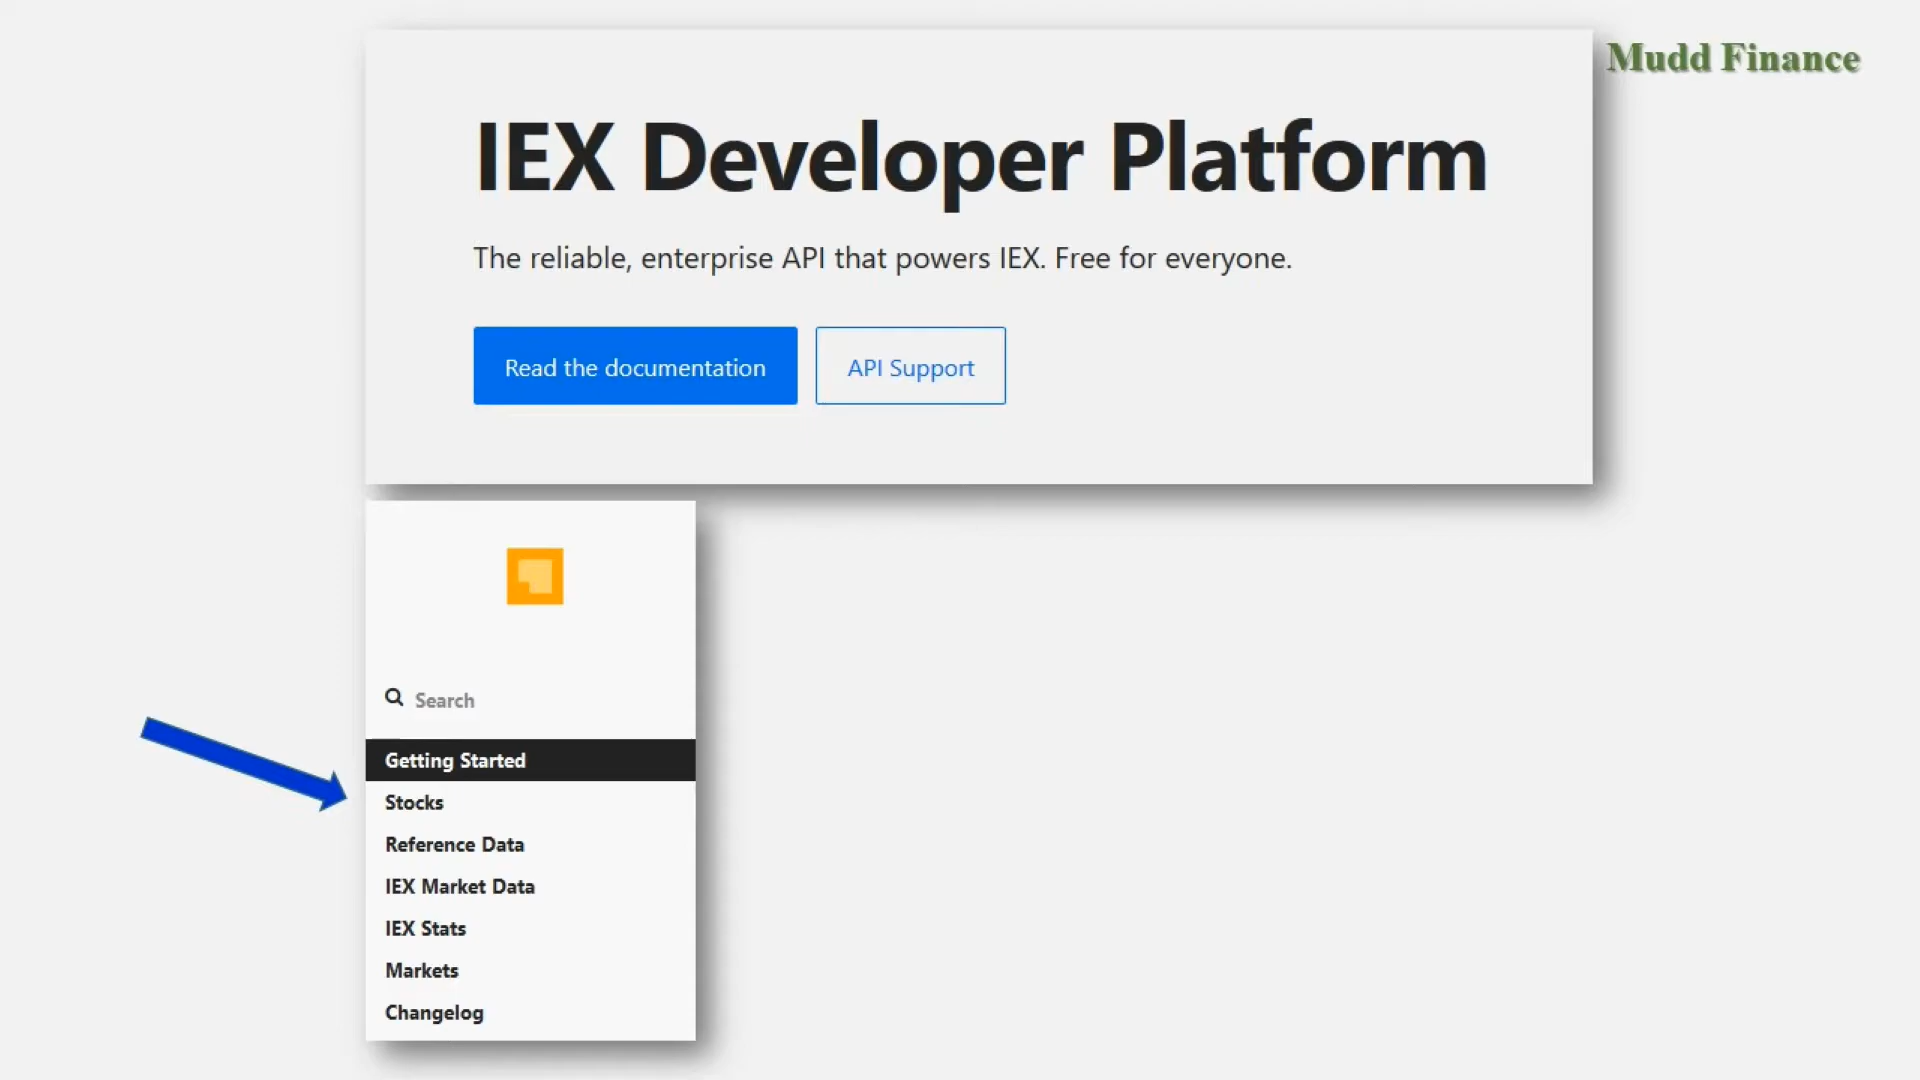 Mudd Finance
IEX Developer Platform
The reliable, enterprise API that powers IEX. Free for everyone.
Read the documentation
API Support
Search
Getting Started
Stocks
Reference Data
IEX Market Data
IEX Stats
Markets
Changelog